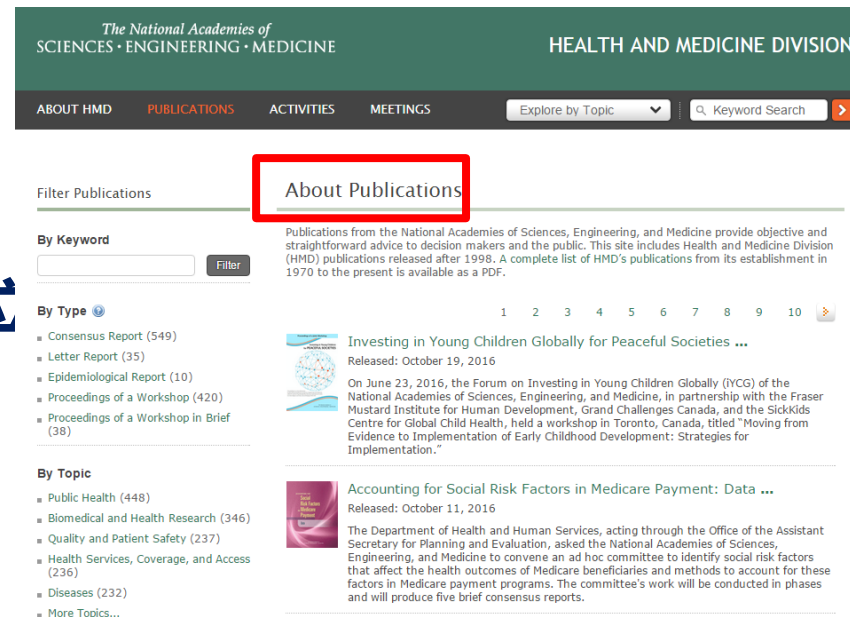 The National Academies of
SCIENCES · ENGINEERING · MEDICINE
HEALTH AND MEDICINE DIVISION
ABOUT HMD
PUBLICATIONS
ACTIVITIES
MEETINGS
Explore by Topic
Keyword Search
Filter Publications
By Keyword
Filter
By Type
Consensus Report (549)
Letter Report (35)
Epidemiological Report (10)
Proceedings of a Workshop (420)
Proceedings of a Workshop in Brief
(38)
By Topic
Public Health (448)
Biomedical and Health Research (346)
Quality and Patient Safety (237)
Health Services, Coverage, and Access
(236)
Diseases (232)
More Topics...
About Publications
Publications from the National Academies of Sciences, Engineering, and Medicine provide objective and
straightforward advice to decision makers and the public. This site includes Health and Medicine Division
(HMD) publications released after 1998. A complete list of HMD's publications from its establishment in
1970 to the present is available as a PDF.
1 2 3 4 5 6 7 8 9 10
Investing in Young Children Globally for Peaceful Societies ...
Released: October 19, 2016
On June 23, 2016, the Forum on Investing in Young Children Globally (iYCG) of the
National Academies of Sciences, Engineering, and Medicine, in partnership with the Fraser
Mustard Institute for Human Development, Grand Challenges Canada, and the SickKids
Centre for Global Child Health, held a workshop in Toronto, Canada, titled "Moving from
Evidence to Implementation of Early Childhood Development: Strategies for
Implementation."
Accounting for Social Risk Factors in Medicare Payment: Data ...
Released: October 11, 2016
The Department of Health and Human Services, acting through the Office of the Assistant
Secretary for Planning and Evaluation, asked the National Academies of Sciences,
Engineering, and Medicine to convene an ad hoc committee to identify social risk factors
that affect the health outcomes of Medicare beneficiaries and methods to account for these
factors in Medicare payment programs. The committee's work will be conducted in phases
and will produce five brief consensus reports.